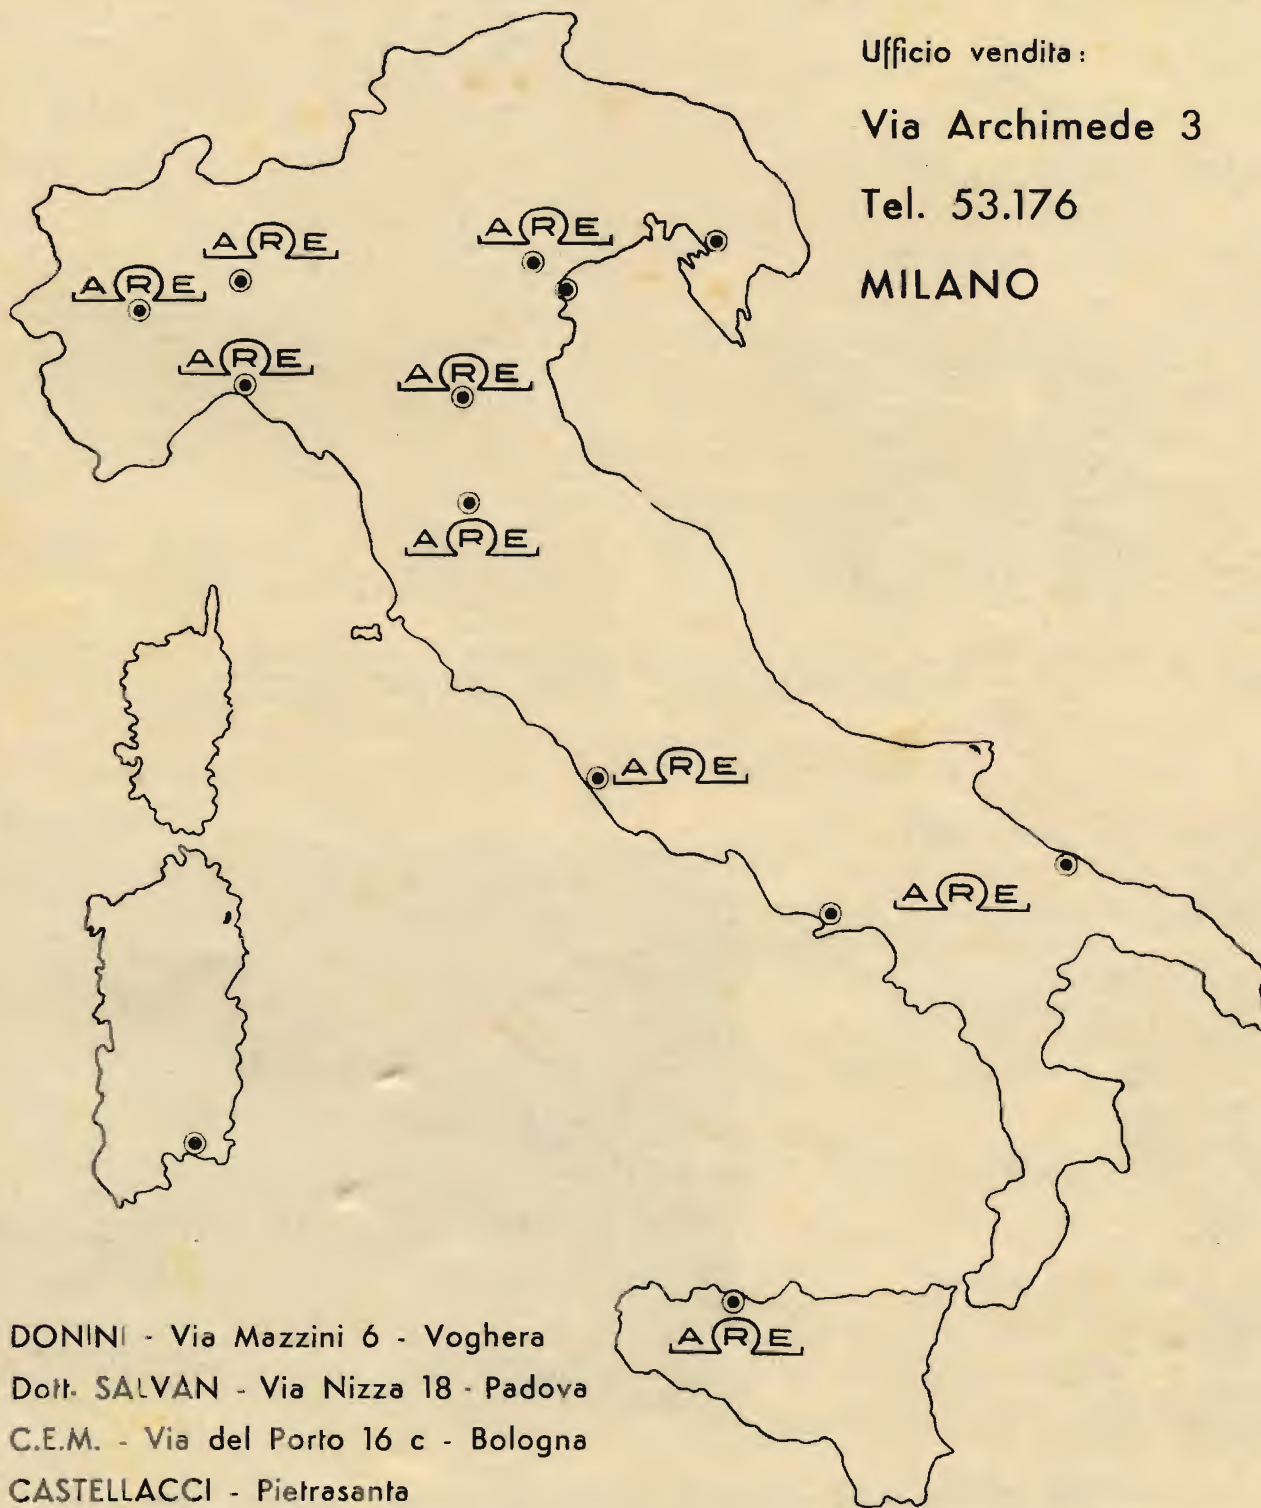 Ufficio vendita:
Via Archimede 3
Tel. 53.176
MILANO
ARE
ARE
ARE
ARE
ARE
ARE
ARE
ARE
ARE
DONINI - Via Mazzini 6 - Voghera
Dott. SALVAN - Via Nizza 18 - Padova
C.E.M. - Via del Porto 16 c - Bologna
CASTELLACCI - Pietrasanta